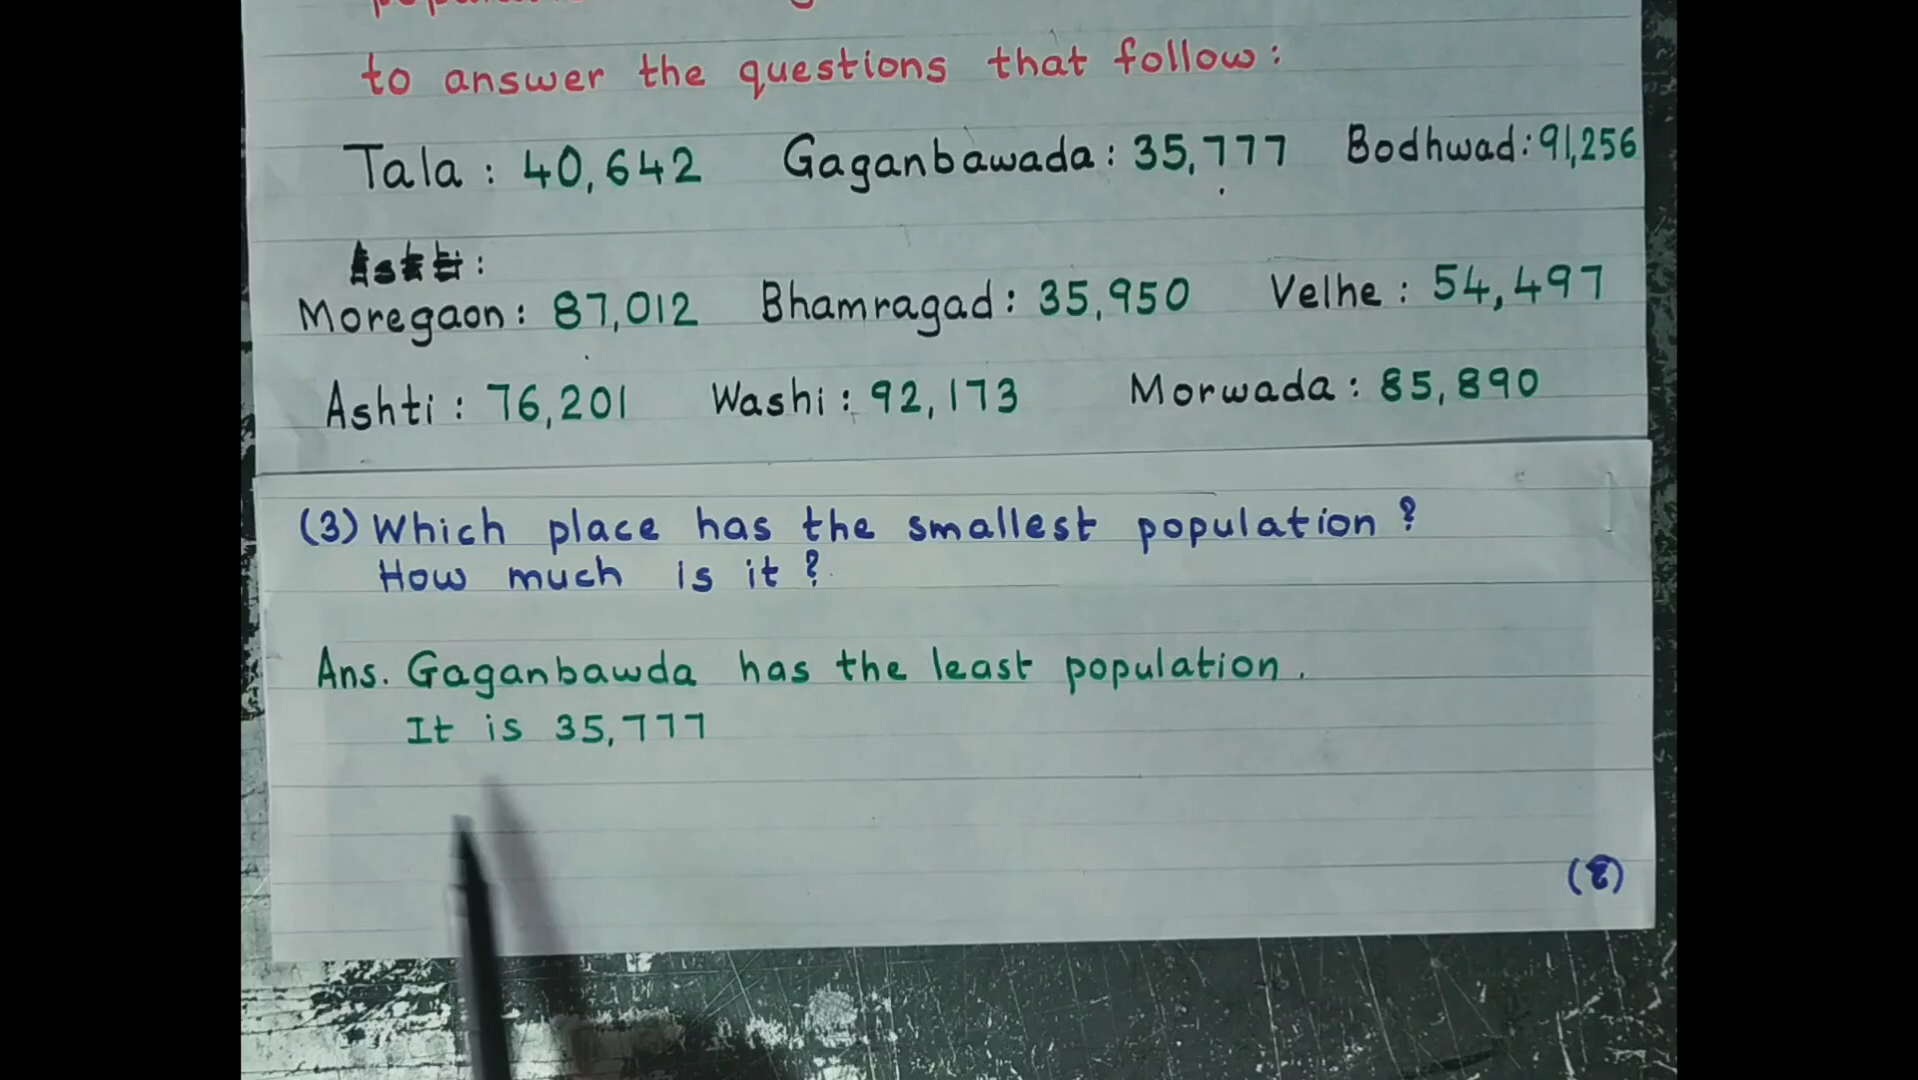 to answer the questions that follow:
Tala : 40,642 Gaganbawada : 35,777 Bodhwad : 91,256
Moregaon : 87,012 Bhamragad : 35,950 Velhe : 54,497
Ashti : 76,201 Washi : 92,173 Morwada : 85,890
(3) Which place has the smallest population ?
How much is it ?
Ans. Gaganbawda has the least population.
It is 35,777